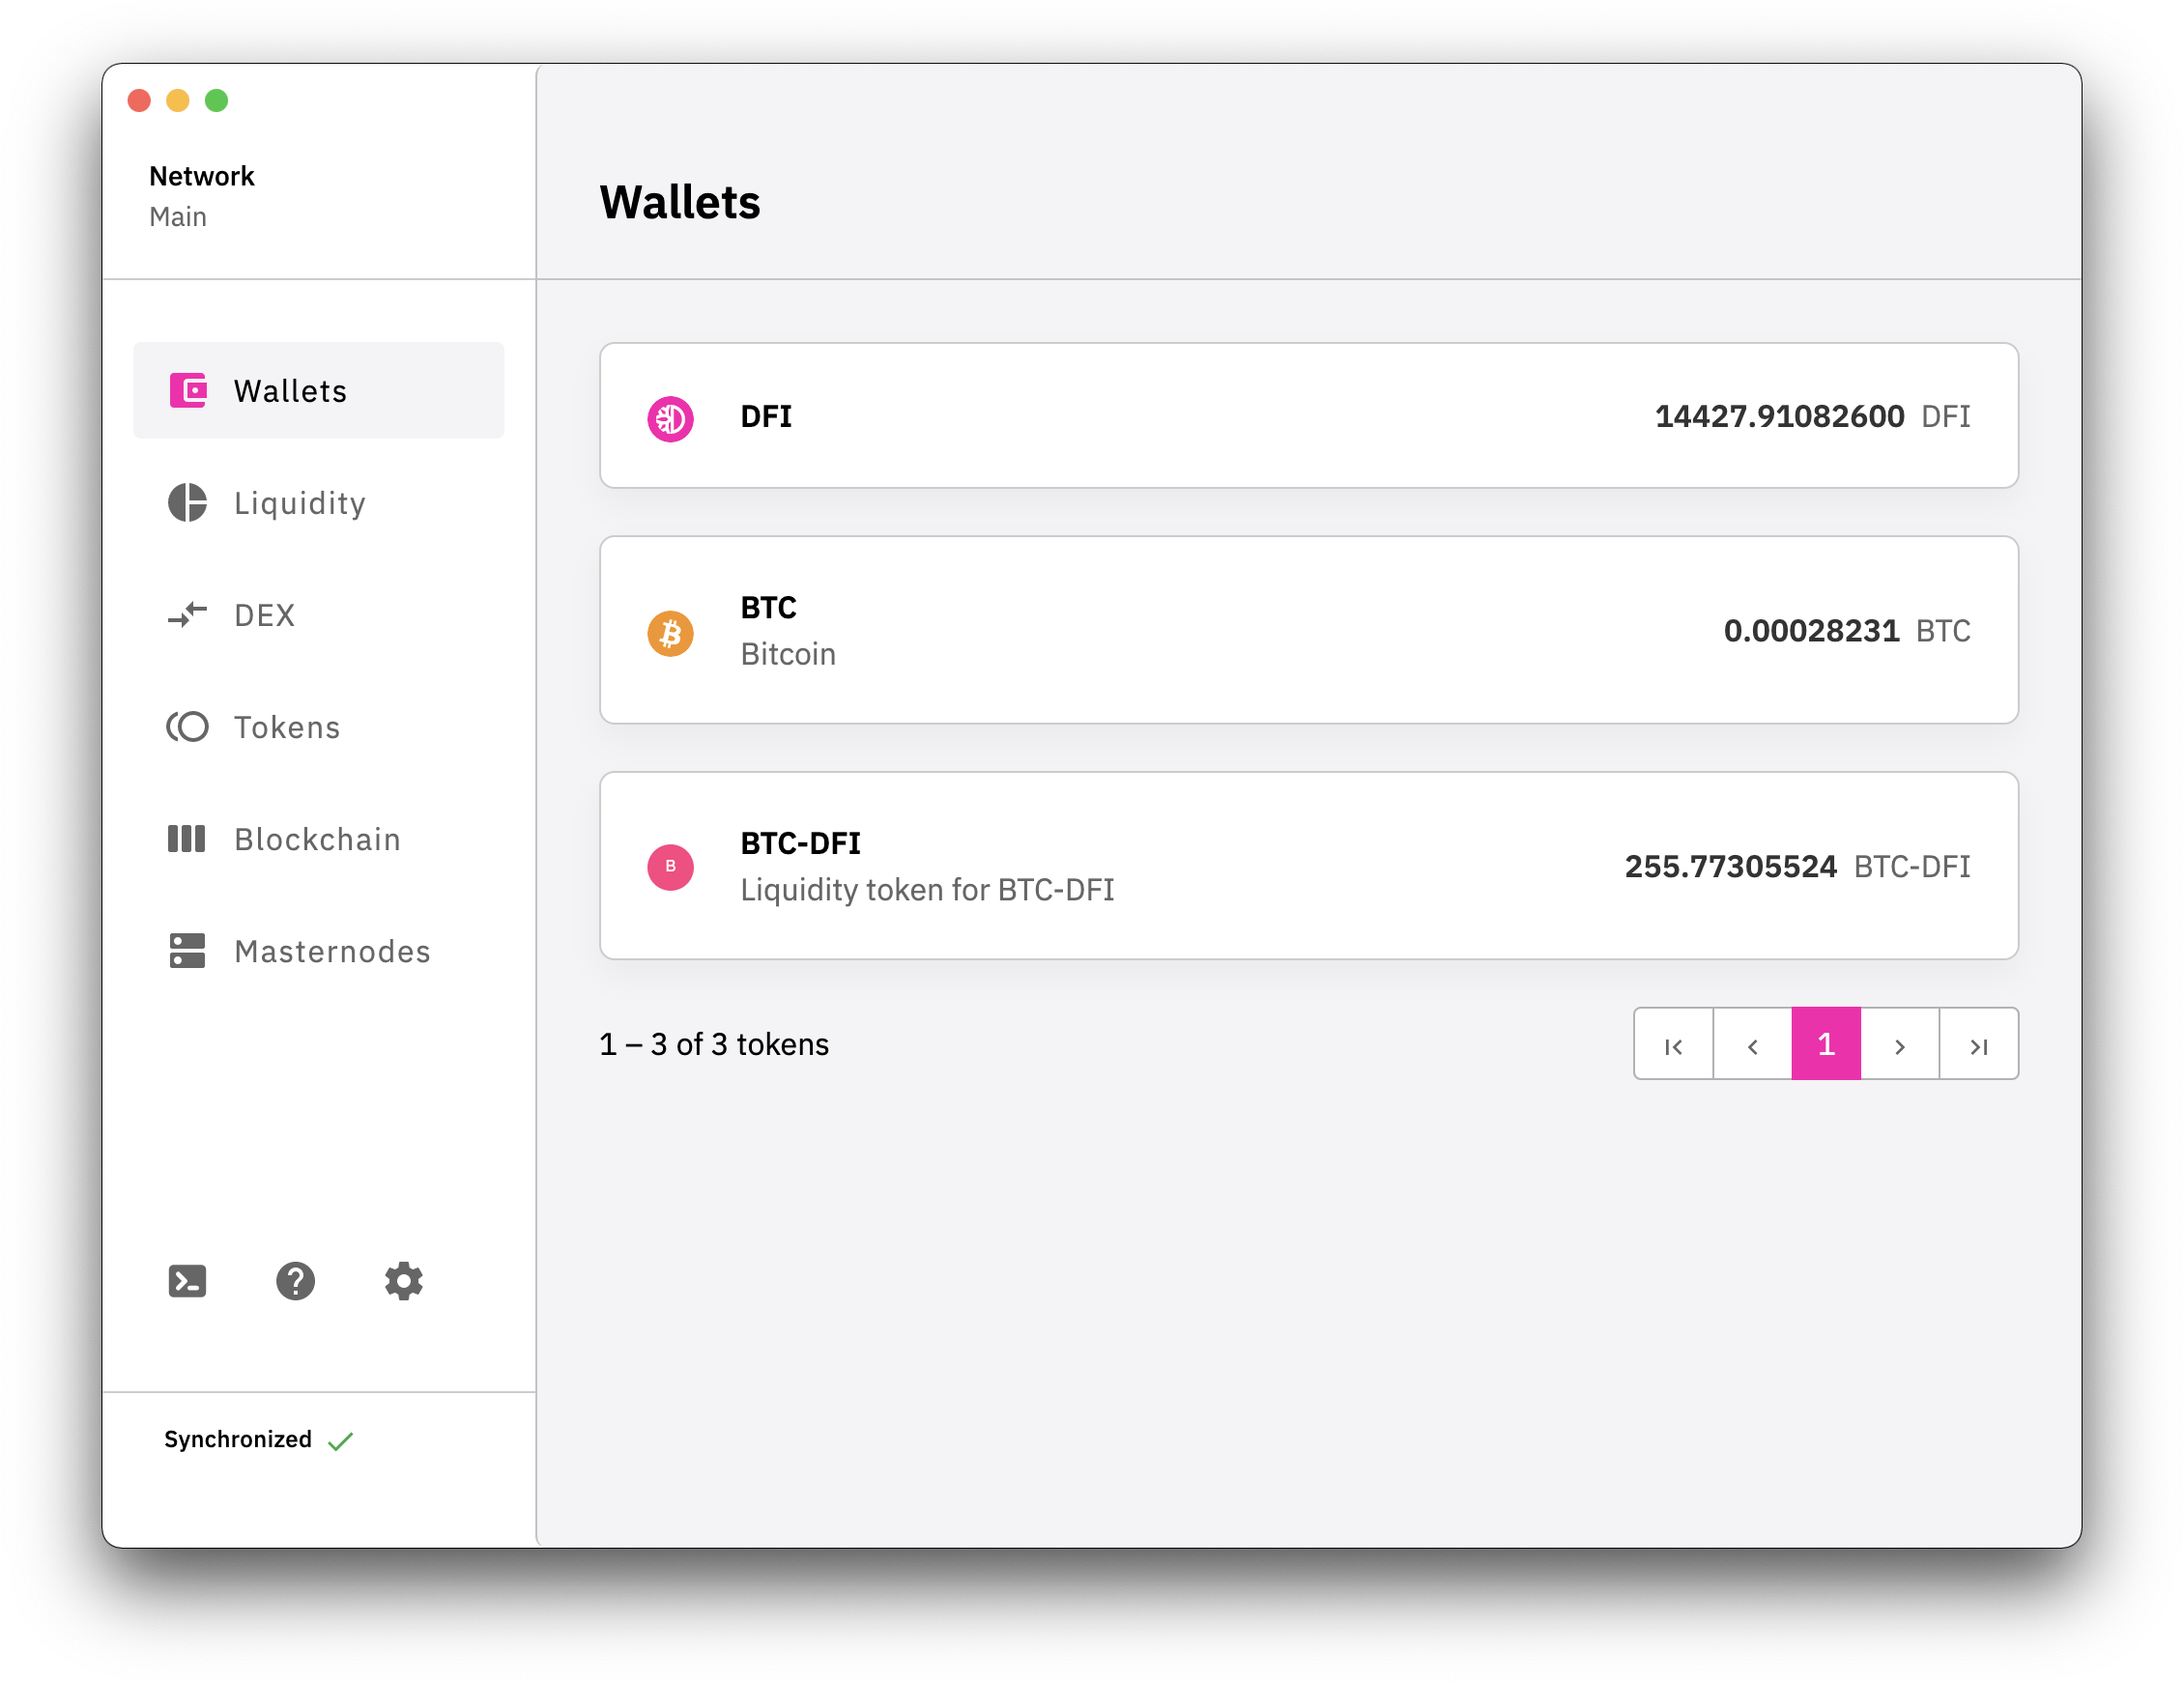 Network
Main
Wallets
Liquidity
DEX
Tokens
Blockchain
Masternodes
Synchronized
Wallets
DFI
14427.91082600 DFI
BTC
Bitcoin
0.00028231 BTC
B
BTC-DFI
Liquidity token for BTC-DFI
255.77305524 BTC-DFI
1 – 3 of 3 tokens
1